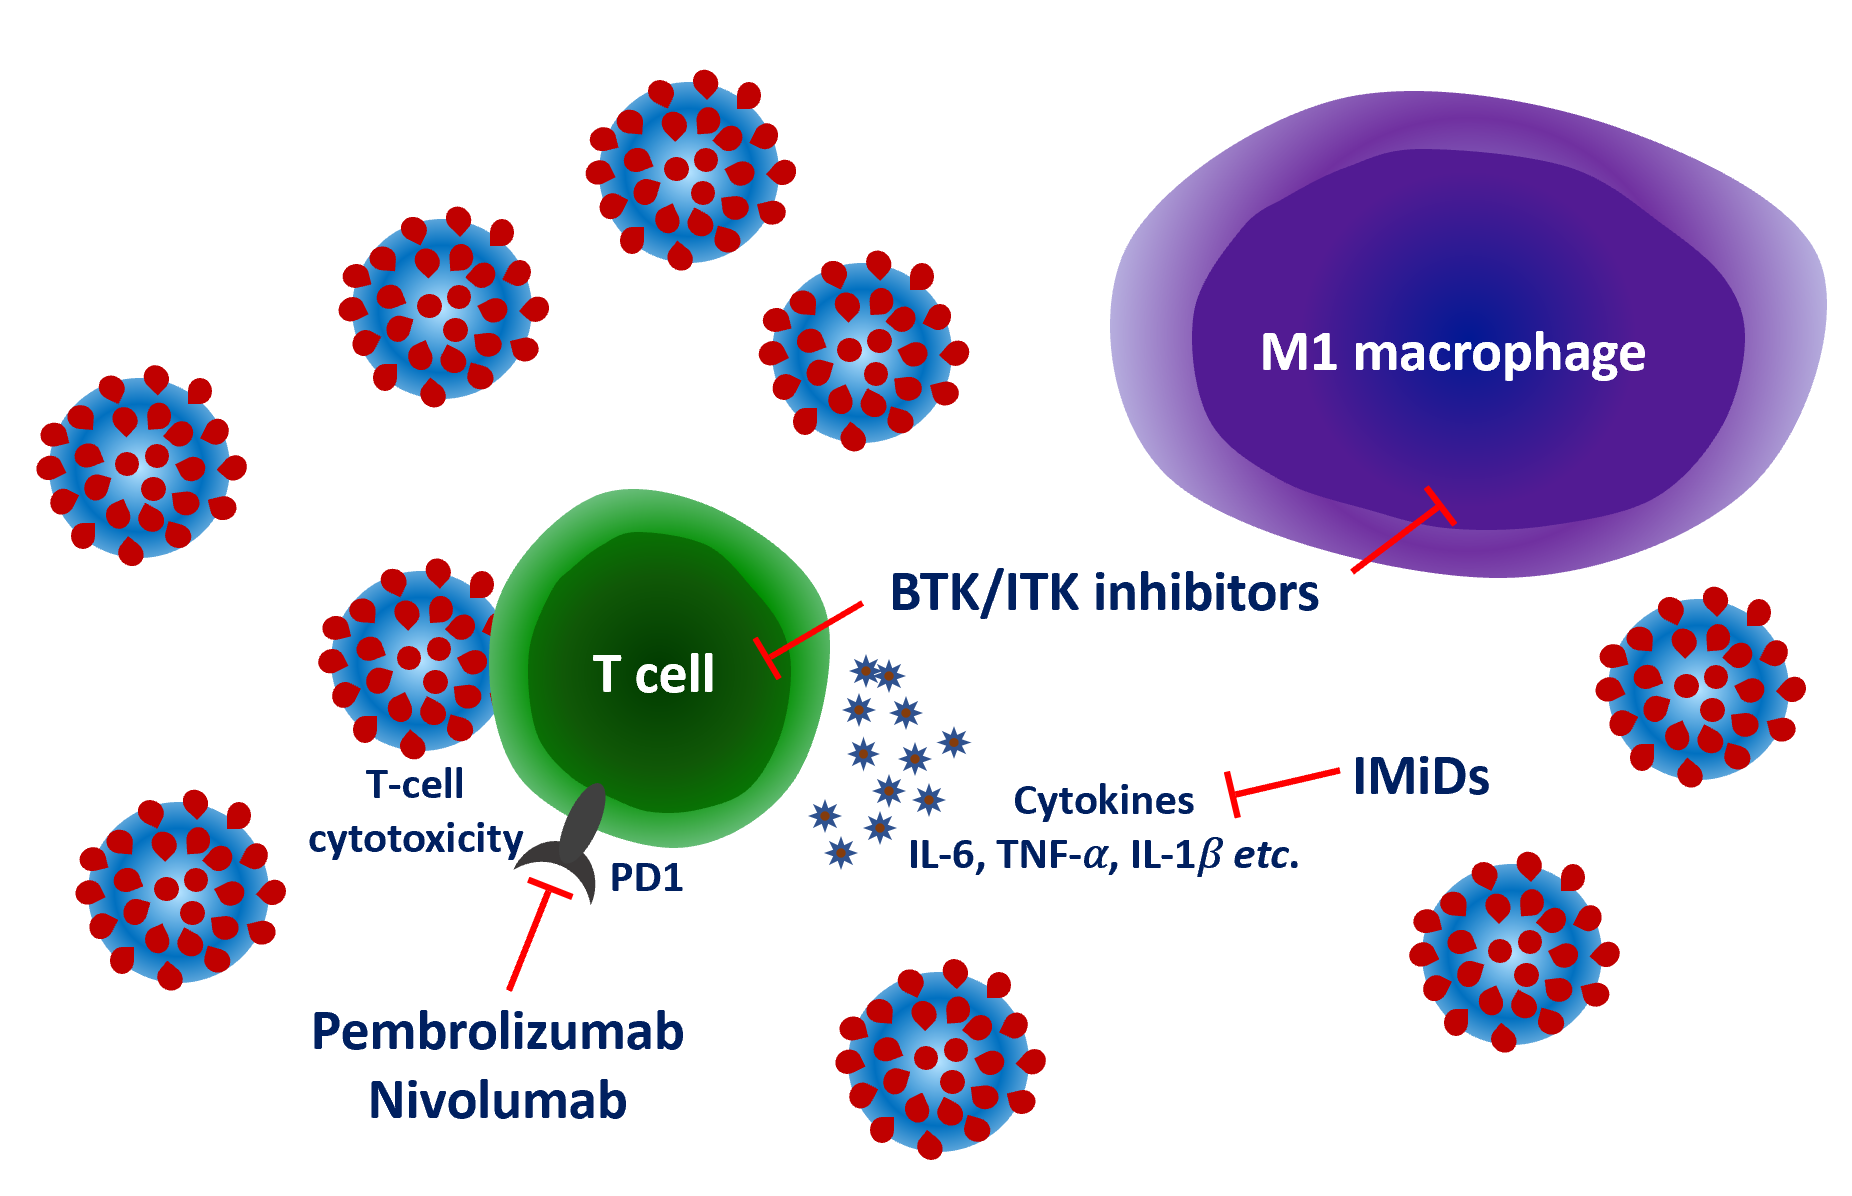 M1 macrophage
BTK/ITK inhibitors
T cell
T-cell
cytotoxicity
PD1
Cytokines
IL-6, TNF-α, IL-1β etc.
IMiDs
Pembrolizumab
Nivolumab